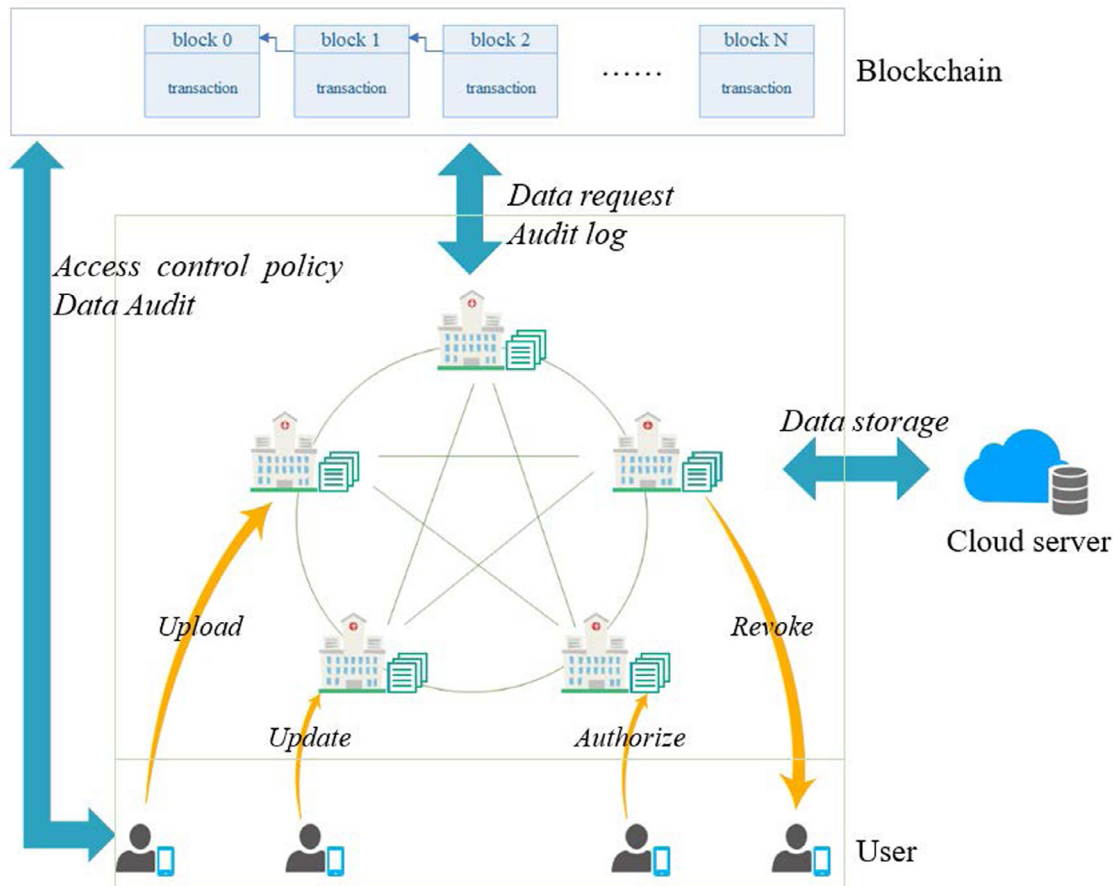 block 0
block 1
block 2
block N
transaction
transaction
transaction
......
transaction
Blockchain
Data request
Audit log
Access control policy
Data Audit
Data storage
Cloud server
Upload
Revoke
Update
Authorize
User